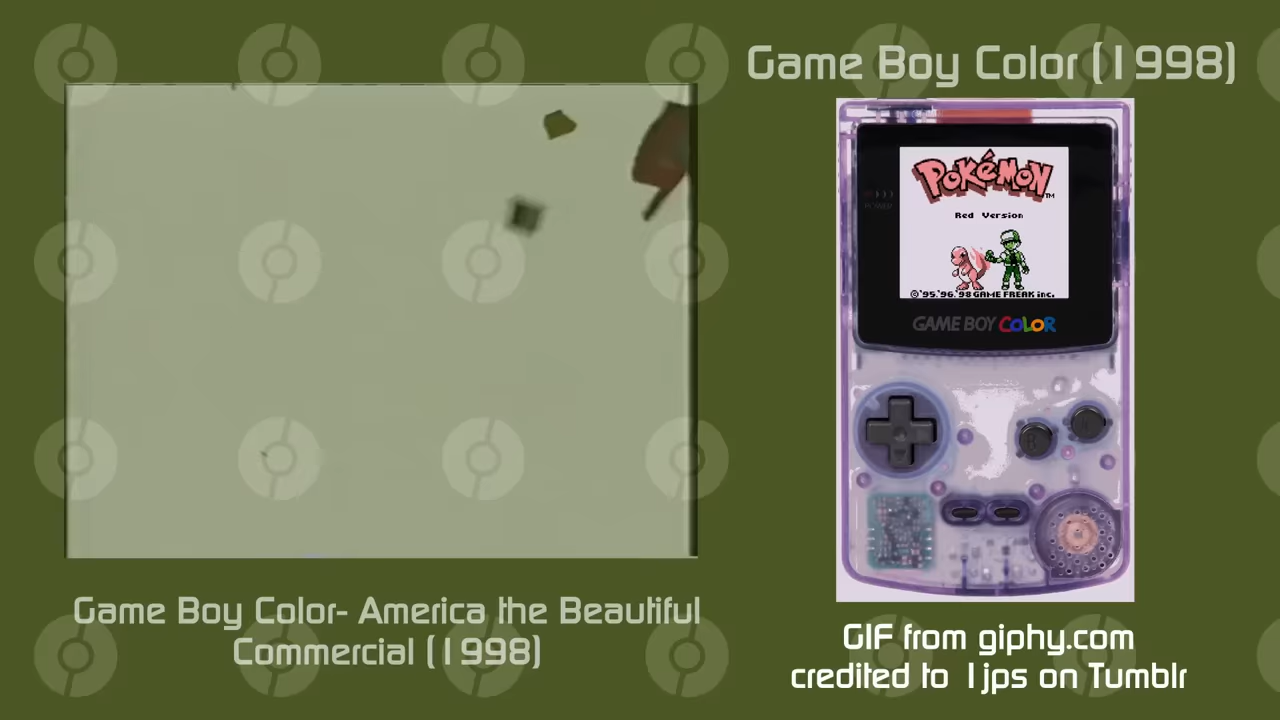 Game Boy Color (1998)
POKéMON
TM
Red Version
©'95.'96.'98 GAME FREAK inc.
GAME BOY COLOR
Game Boy Color- America the Beautiful
Commercial (1998)
GIF from giphy.com
credited to 1jps on Tumblr